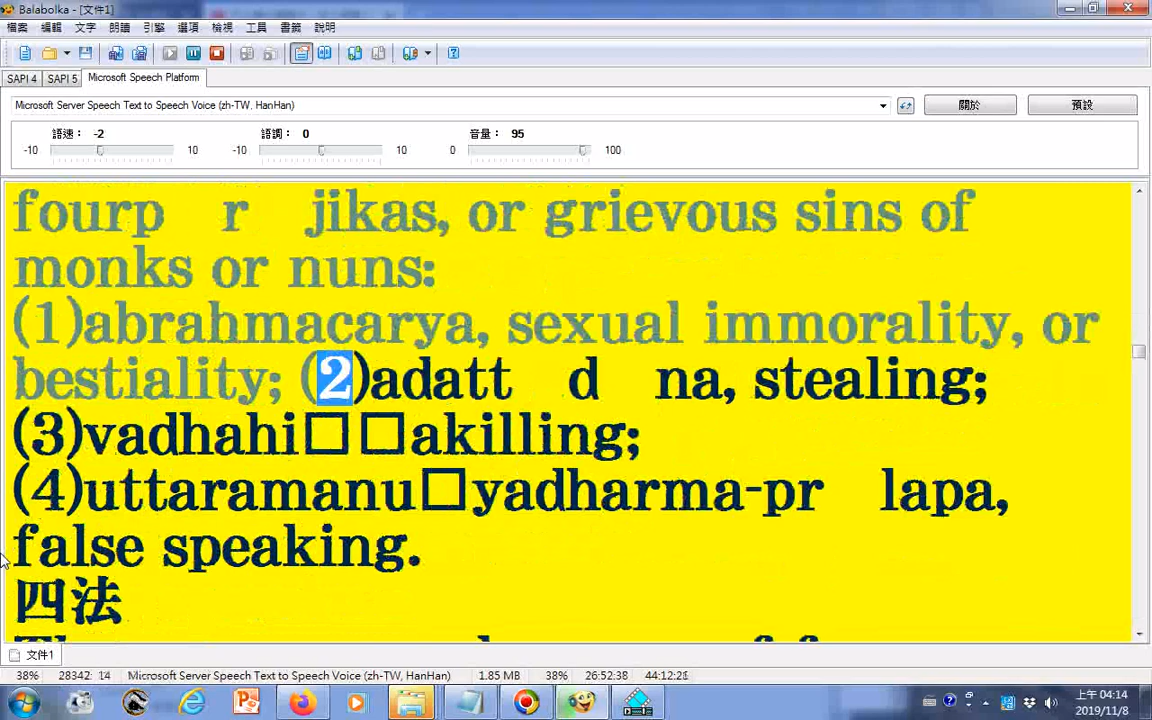 Balabolka - [文件1]
檔案 編輯 文字 朗讀 引擎 選項 檢視 工具 書籤 說明
SAPI 4 SAPI 5 Microsoft Speech Platform
Microsoft Server Speech Text to Speech Voice (zh-TW, HanHan) 關於 預設
語速： -2 語調： 0 音量： 95
-10 10 -10 10 0 100
fourp r jikas, or grievous sins of
monks or nuns:
(1)abrahmacarya, sexual immorality, or
bestiality; (2)adatt d na, stealing;
(3)vadhahi□□akilling;
(4)uttaramanu□yadharma-pr lapa,
false speaking.
四法
文件1
38% 28342: 14 Microsoft Server Speech Text to Speech Voice (zh-TW, HanHan) 1.85 MB 38% 26:52:38 44:12:28
上午 04:14
2019/11/8